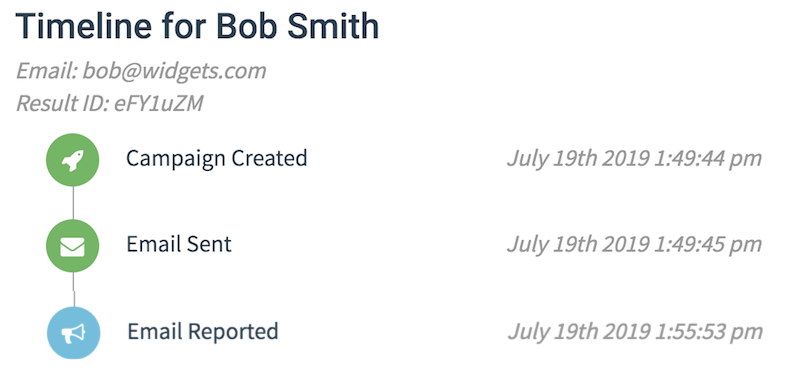 Timeline for Bob Smith
Email: bob@widgets.com
Result ID: eFY1uZM
Campaign Created July 19th 2019 1:49:44 pm
Email Sent July 19th 2019 1:49:45 pm
Email Reported July 19th 2019 1:55:53 pm